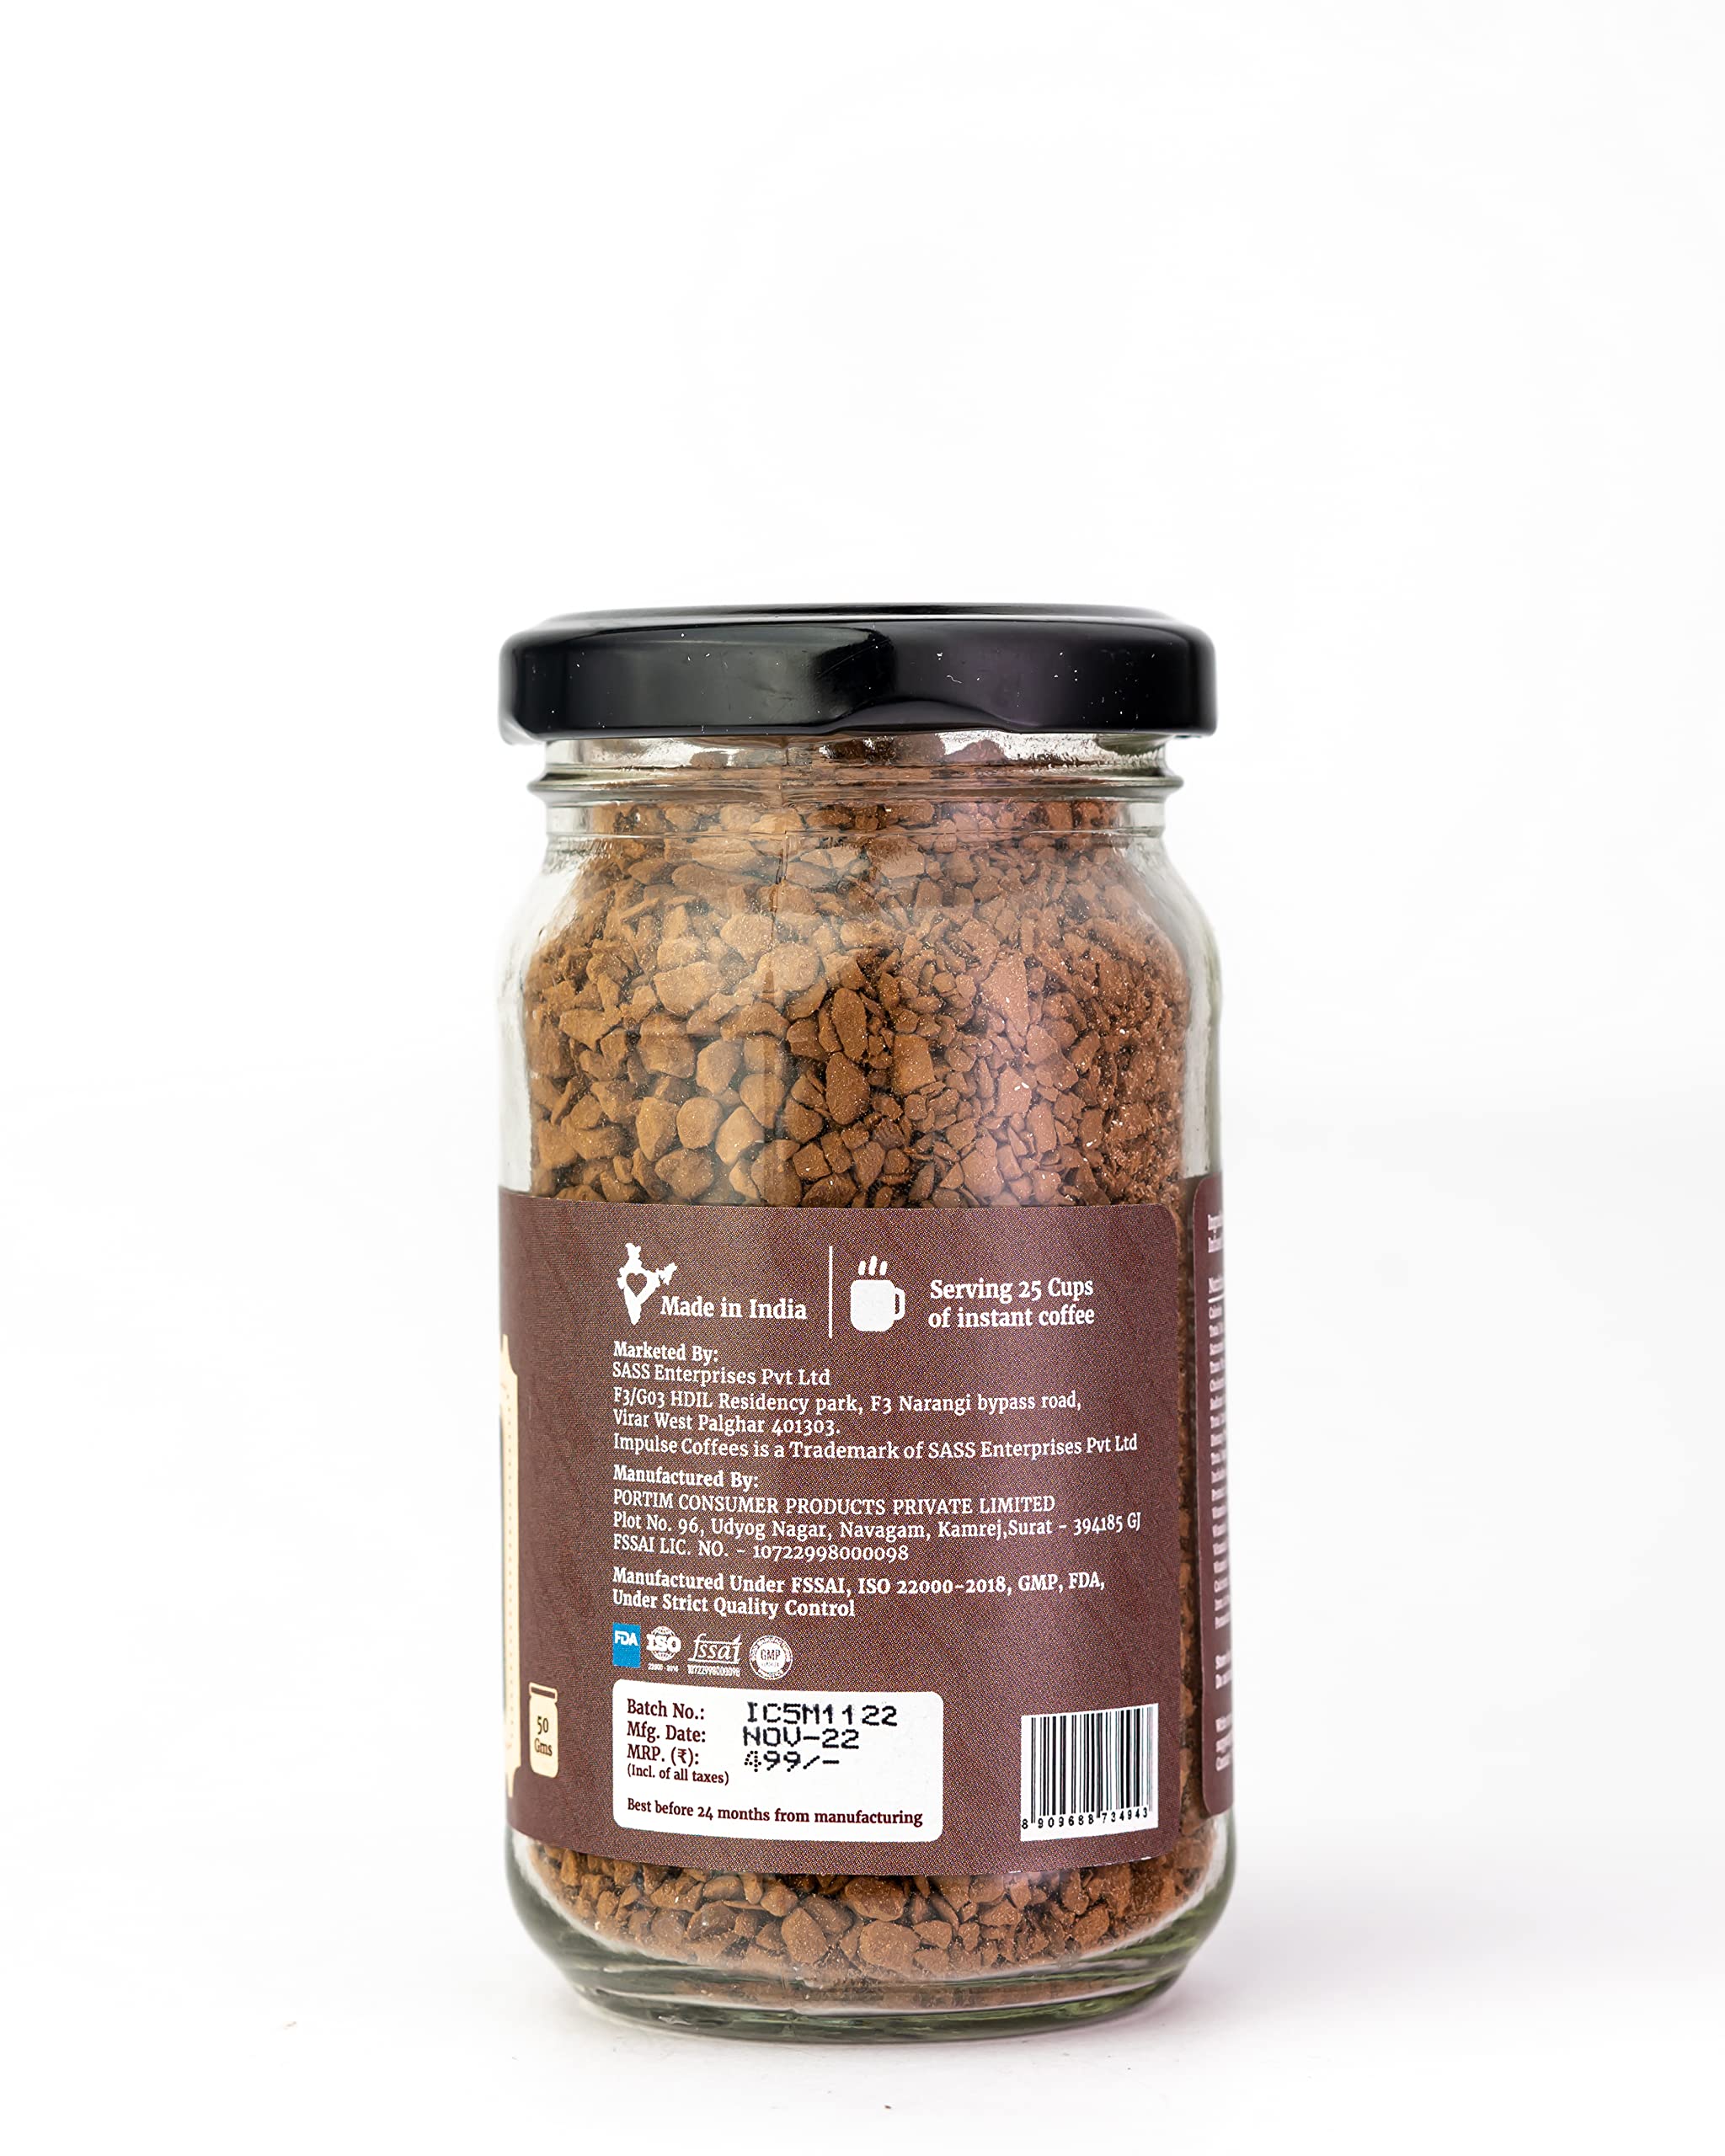 Made in India
Serving 25 Cups
of instant coffee
Marketed By:
SASS Enterprises Pvt Ltd
F3/G03 HDIL Residency park, F3 Narangi bypass road,
Virar West Palghar 401303.
Impulse Coffees is a Trademark of SASS Enterprises Pvt Ltd
Manufactured By:
PORTIM CONSUMER PRODUCTS PRIVATE LIMITED
Plot No. 96, Udyog Nagar, Navagam, Kamrej,Surat - 394185 GJ
FSSAI LIC. NO. - 10722998000098
Manufactured Under FSSAI, ISO 22000-2018, GMP, FDA,
Under Strict Quality Control
FDA
ISO
22000 - 2018
fssai
10722998000098
GMP
50
Gms
Batch No.: IC5M1122
Mfg. Date: NOV-22
MRP. (₹): 499/-
(Incl. of all taxes)
Best before 24 months from manufacturing
8 909688 734943